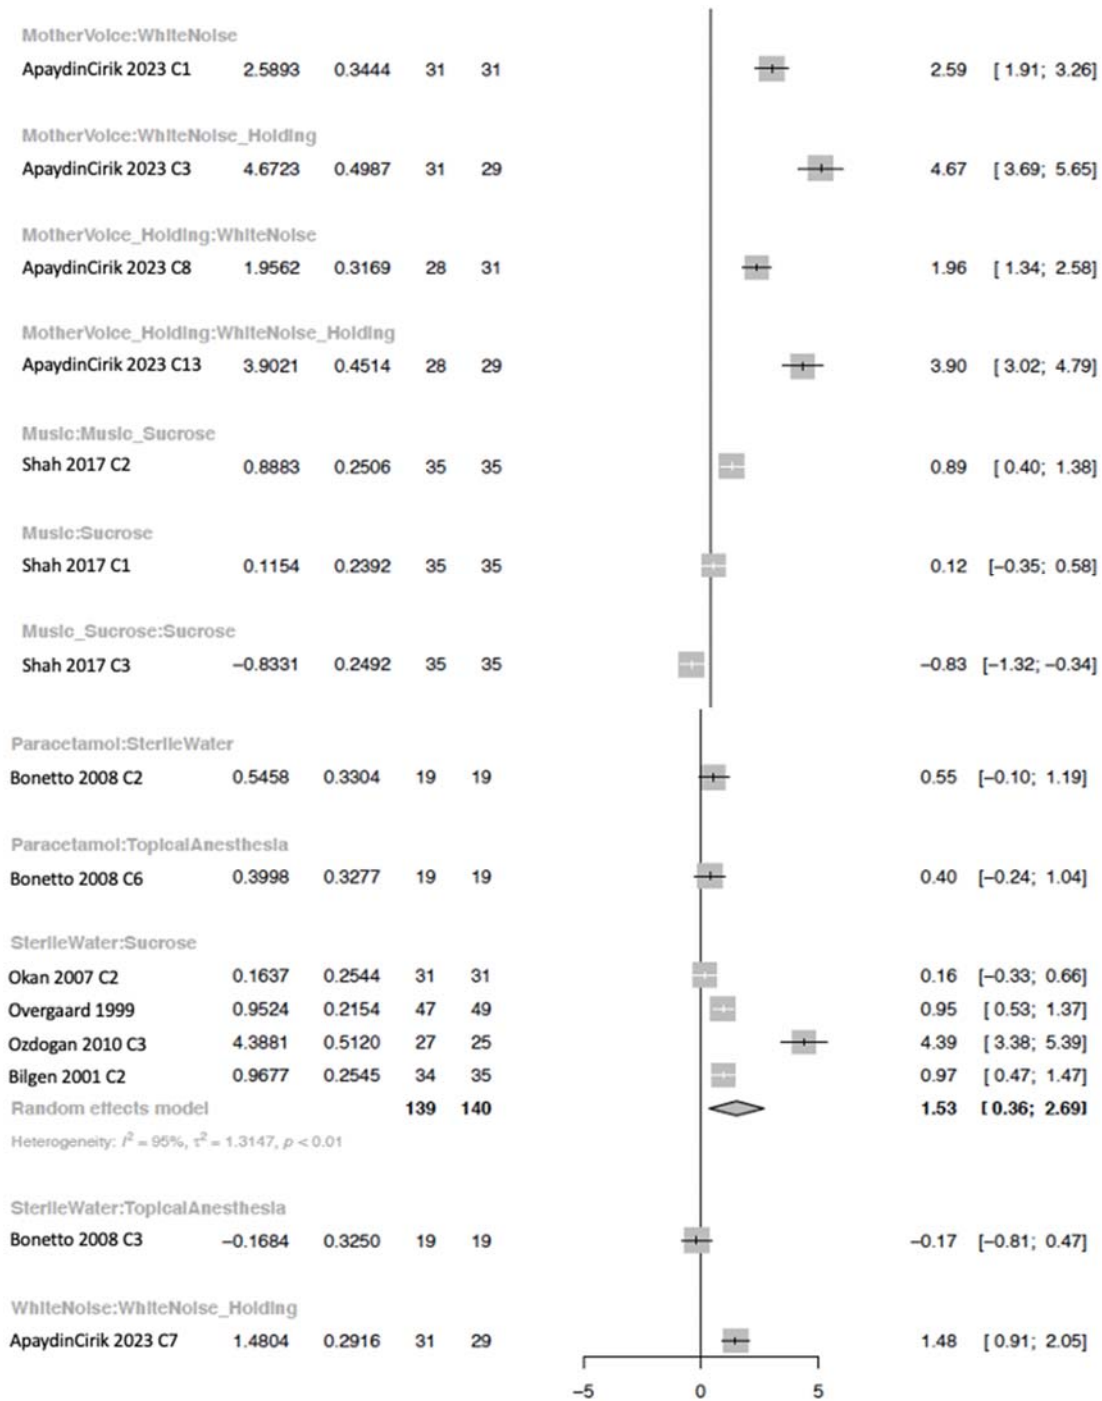 MotherVoice:WhiteNoise
ApaydinCirik 2023 C1 2.5893 0.3444 31 31 2.59 [ 1.91; 3.26]
MotherVoice:WhiteNoise_Holding
ApaydinCirik 2023 C3 4.6723 0.4987 31 29 4.67 [ 3.69; 5.65]
MotherVoice_Holding:WhiteNoise
ApaydinCirik 2023 C8 1.9562 0.3169 28 31 1.96 [ 1.34; 2.58]
MotherVoice_Holding:WhiteNoise_Holding
ApaydinCirik 2023 C13 3.9021 0.4514 28 29 3.90 [ 3.02; 4.79]
Music:Music_Sucrose
Shah 2017 C2 0.8883 0.2506 35 35 0.89 [ 0.40; 1.38]
Music:Sucrose
Shah 2017 C1 0.1154 0.2392 35 35 0.12 [−0.35; 0.58]
Music_Sucrose:Sucrose
Shah 2017 C3 −0.8331 0.2492 35 35 −0.83 [−1.32; −0.34]
Paracetamol:SterileWater
Bonetto 2008 C2 0.5458 0.3304 19 19 0.55 [−0.10; 1.19]
Paracetamol:TopicalAnesthesia
Bonetto 2008 C6 0.3998 0.3277 19 19 0.40 [−0.24; 1.04]
SterileWater:Sucrose
Okan 2007 C2 0.1637 0.2544 31 31 0.16 [−0.33; 0.66]
Overgaard 1999 0.9524 0.2154 47 49 0.95 [ 0.53; 1.37]
Ozdogan 2010 C3 4.3881 0.5120 27 25 4.39 [ 3.38; 5.39]
Bilgen 2001 C2 0.9677 0.2545 34 35 0.97 [ 0.47; 1.47]
Random effects model 139 140 1.53 [ 0.36; 2.69]
Heterogeneity: I² = 95%, τ² = 1.3147, p < 0.01
SterileWater:TopicalAnesthesia
Bonetto 2008 C3 −0.1684 0.3250 19 19 −0.17 [−0.81; 0.47]
WhiteNoise:WhiteNoise_Holding
ApaydinCirik 2023 C7 1.4804 0.2916 31 29 1.48 [ 0.91; 2.05]
−5 0 5